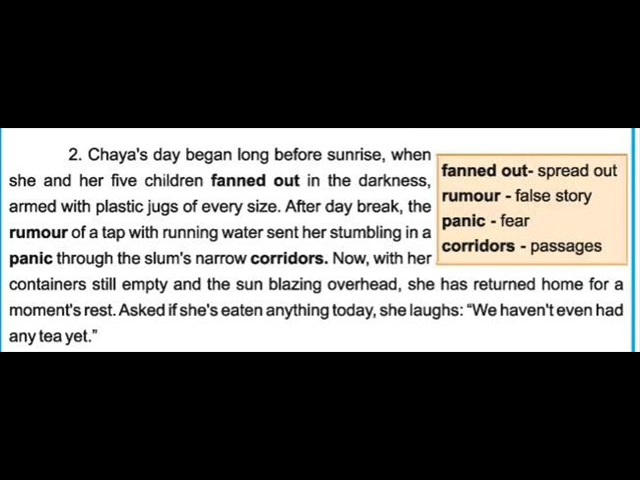 2. Chaya's day began long before sunrise, when
she and her five children fanned out in the darkness,
armed with plastic jugs of every size. After day break, the
rumour of a tap with running water sent her stumbling in a
panic through the slum's narrow corridors. Now, with her
containers still empty and the sun blazing overhead, she has returned home for a
moment's rest. Asked if she's eaten anything today, she laughs: “We haven't even had
any tea yet.”
fanned out- spread out
rumour - false story
panic - fear
corridors - passages